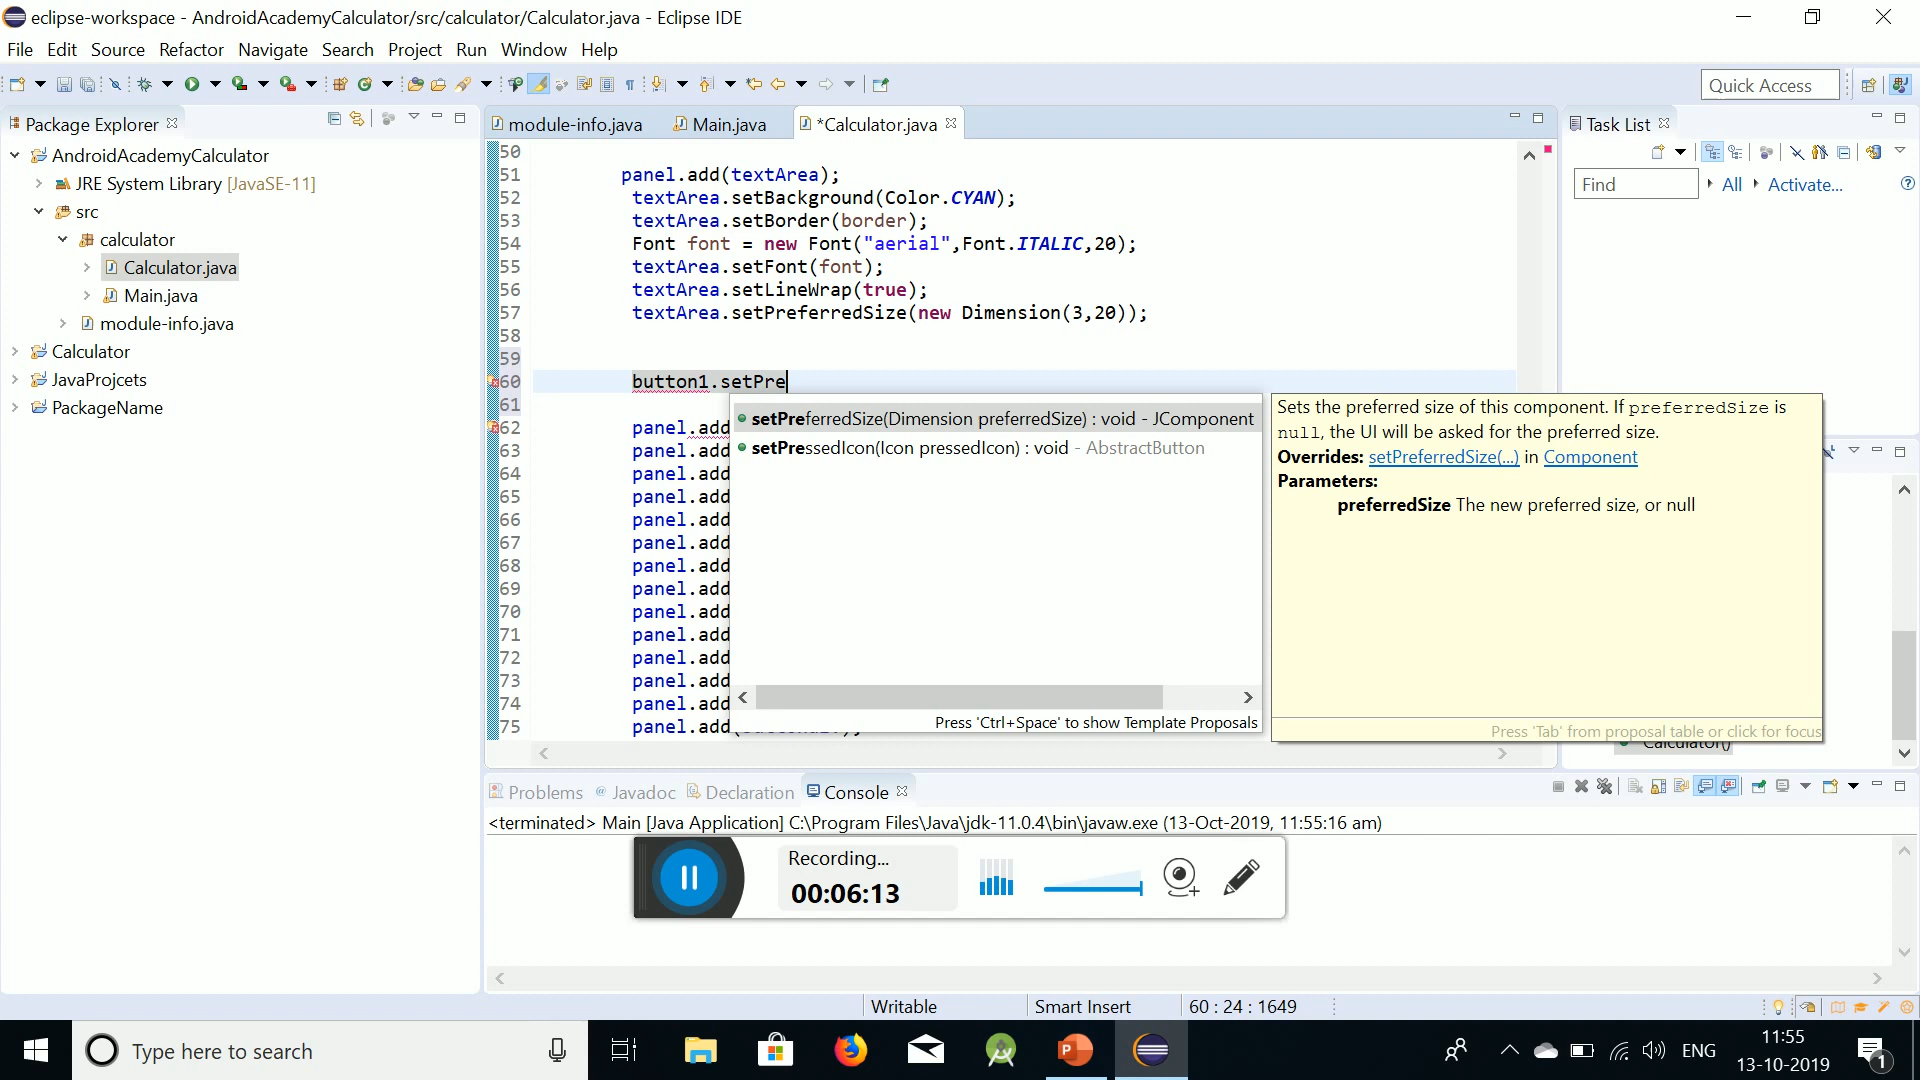 eclipse-workspace - AndroidAcademyCalculator/src/calculator/Calculator.java - Eclipse IDE
File Edit Source Refactor Navigate Search Project Run Window Help
Quick Access
Package Explorer
module-info.java
Main.java
*Calculator.java
Task List
Find
All
Activate...
AndroidAcademyCalculator
JRE System Library [JavaSE-11]
src
calculator
Calculator.java
Main.java
module-info.java
Calculator
JavaProjcets
PackageName
50
51 panel.add(textArea);
52 textArea.setBackground(Color.CYAN);
53 textArea.setBorder(border);
54 Font font = new Font("aerial",Font.ITALIC,20);
55 textArea.setFont(font);
56 textArea.setLineWrap(true);
57 textArea.setPreferredSize(new Dimension(3,20));
58
59
60 button1.setPre
61
62 panel.add
63 panel.add
64 panel.add
65 panel.add
66 panel.add
67 panel.add
68 panel.add
69 panel.add
70 panel.add
71 panel.add
72 panel.add
73 panel.add
74 panel.add
75 panel.add
setPreferredSize(Dimension preferredSize) : void - JComponent
setPressedIcon(Icon pressedIcon) : void - AbstractButton
Press 'Ctrl+Space' to show Template Proposals
Sets the preferred size of this component. If preferredSize is
null, the UI will be asked for the preferred size.
Overrides: setPreferredSize(...) in Component
Parameters:
preferredSize The new preferred size, or null
Press 'Tab' from proposal table or click for focus
Calculator()
Problems
@ Javadoc
Declaration
Console
<terminated> Main [Java Application] C:\Program Files\Java\jdk-11.0.4\bin\javaw.exe (13-Oct-2019, 11:55:16 am)
Recording...
00:06:13
Writable
Smart Insert
60 : 24 : 1649
Type here to search
ENG
11:55
13-10-2019
1